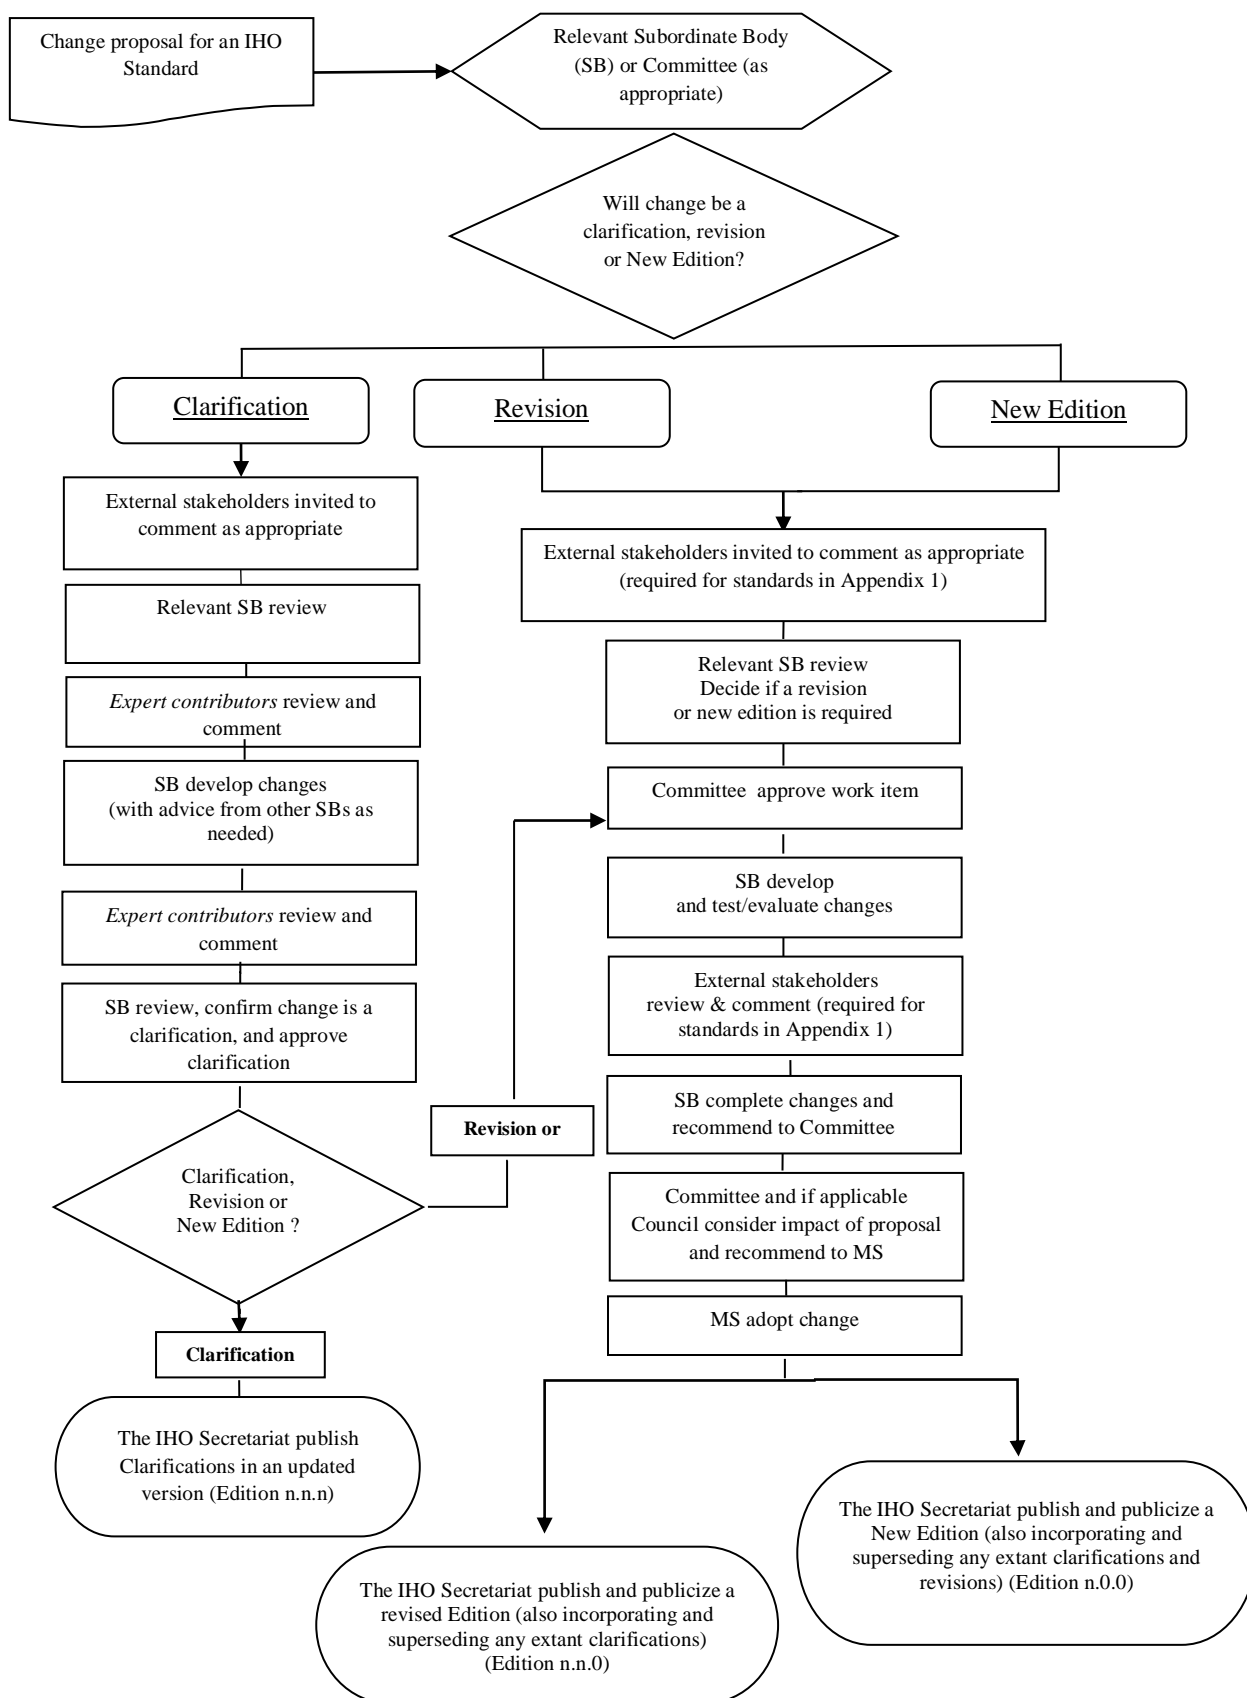 Change proposal for an IHO
Standard
Relevant Subordinate Body
(SB) or Committee (as
appropriate)
Will change be a
clarification, revision
or New Edition?
Clarification
Revision
New Edition
External stakeholders invited to
comment as appropriate
Relevant SB review
Expert contributors review and
comment
SB develop changes
(with advice from other SBs as
needed)
Expert contributors review and
comment
SB review, confirm change is a
clarification, and approve
clarification
Clarification,
Revision or
New Edition ?
Revision or
Clarification
The IHO Secretariat publish
Clarifications in an updated
version (Edition n.n.n)
External stakeholders invited to comment as appropriate
(required for standards in Appendix 1)
Relevant SB review
Decide if a revision
or new edition is required
Committee approve work item
SB develop
and test/evaluate changes
External stakeholders
review & comment (required for
standards in Appendix 1)
SB complete changes and
recommend to Committee
Committee and if applicable
Council consider impact of proposal
and recommend to MS
MS adopt change
The IHO Secretariat publish and publicize a
revised Edition (also incorporating and
superseding any extant clarifications)
(Edition n.n.0)
The IHO Secretariat publish and publicize a
New Edition (also incorporating and
superseding any extant clarifications and
revisions) (Edition n.0.0)